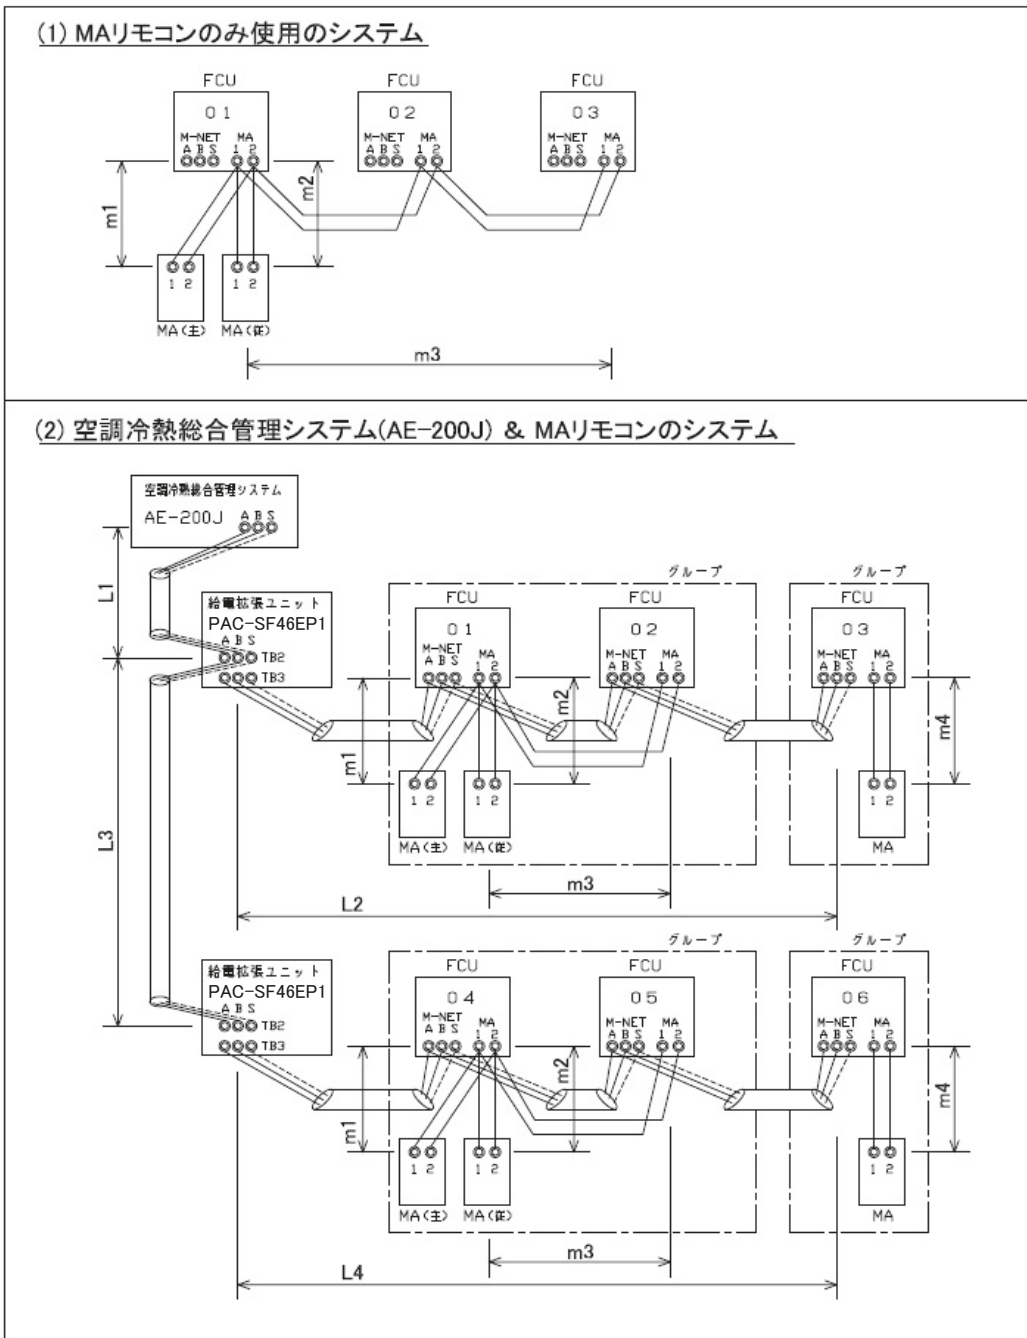 (1) MAリモコンのみ使用のシステム
FCU FCU FCU
01 02 03
M-NET MA M-NET MA M-NET MA
A B S 1 2 A B S 1 2 A B S 1 2
m1 m2
1 2 1 2
MA(主) MA(従)
m3
(2) 空調冷熱総合管理システム(AE-200J) & MAリモコンのシステム
空調冷熱総合管理システム
AE-200J A B S
L1
グループ グループ
給電拡張ユニット
PAC-SF46EP1
A B S
TB2
TB3
FCU FCU FCU
01 02 03
M-NET MA M-NET MA M-NET MA
A B S 1 2 A B S 1 2 A B S 1 2
m1 m2 m4
1 2 1 2 1 2
MA(主) MA(従) MA
m3
L2
L3
グループ グループ
給電拡張ユニット
PAC-SF46EP1
A B S
TB2
TB3
FCU FCU FCU
04 05 06
M-NET MA M-NET MA M-NET MA
A B S 1 2 A B S 1 2 A B S 1 2
m1 m2 m4
1 2 1 2 1 2
MA(主) MA(従) MA
m3
L4